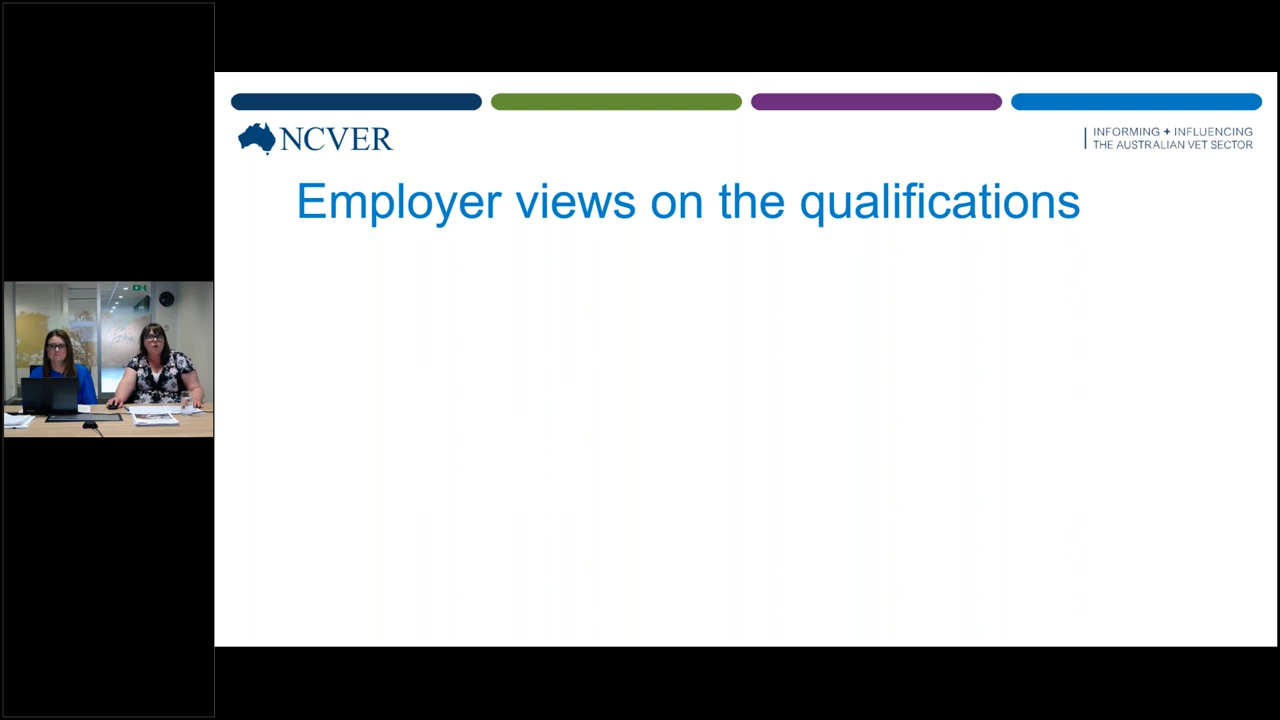 NCVER
INFORMING + INFLUENCING
THE AUSTRALIAN VET SECTOR
Employer views on the qualifications